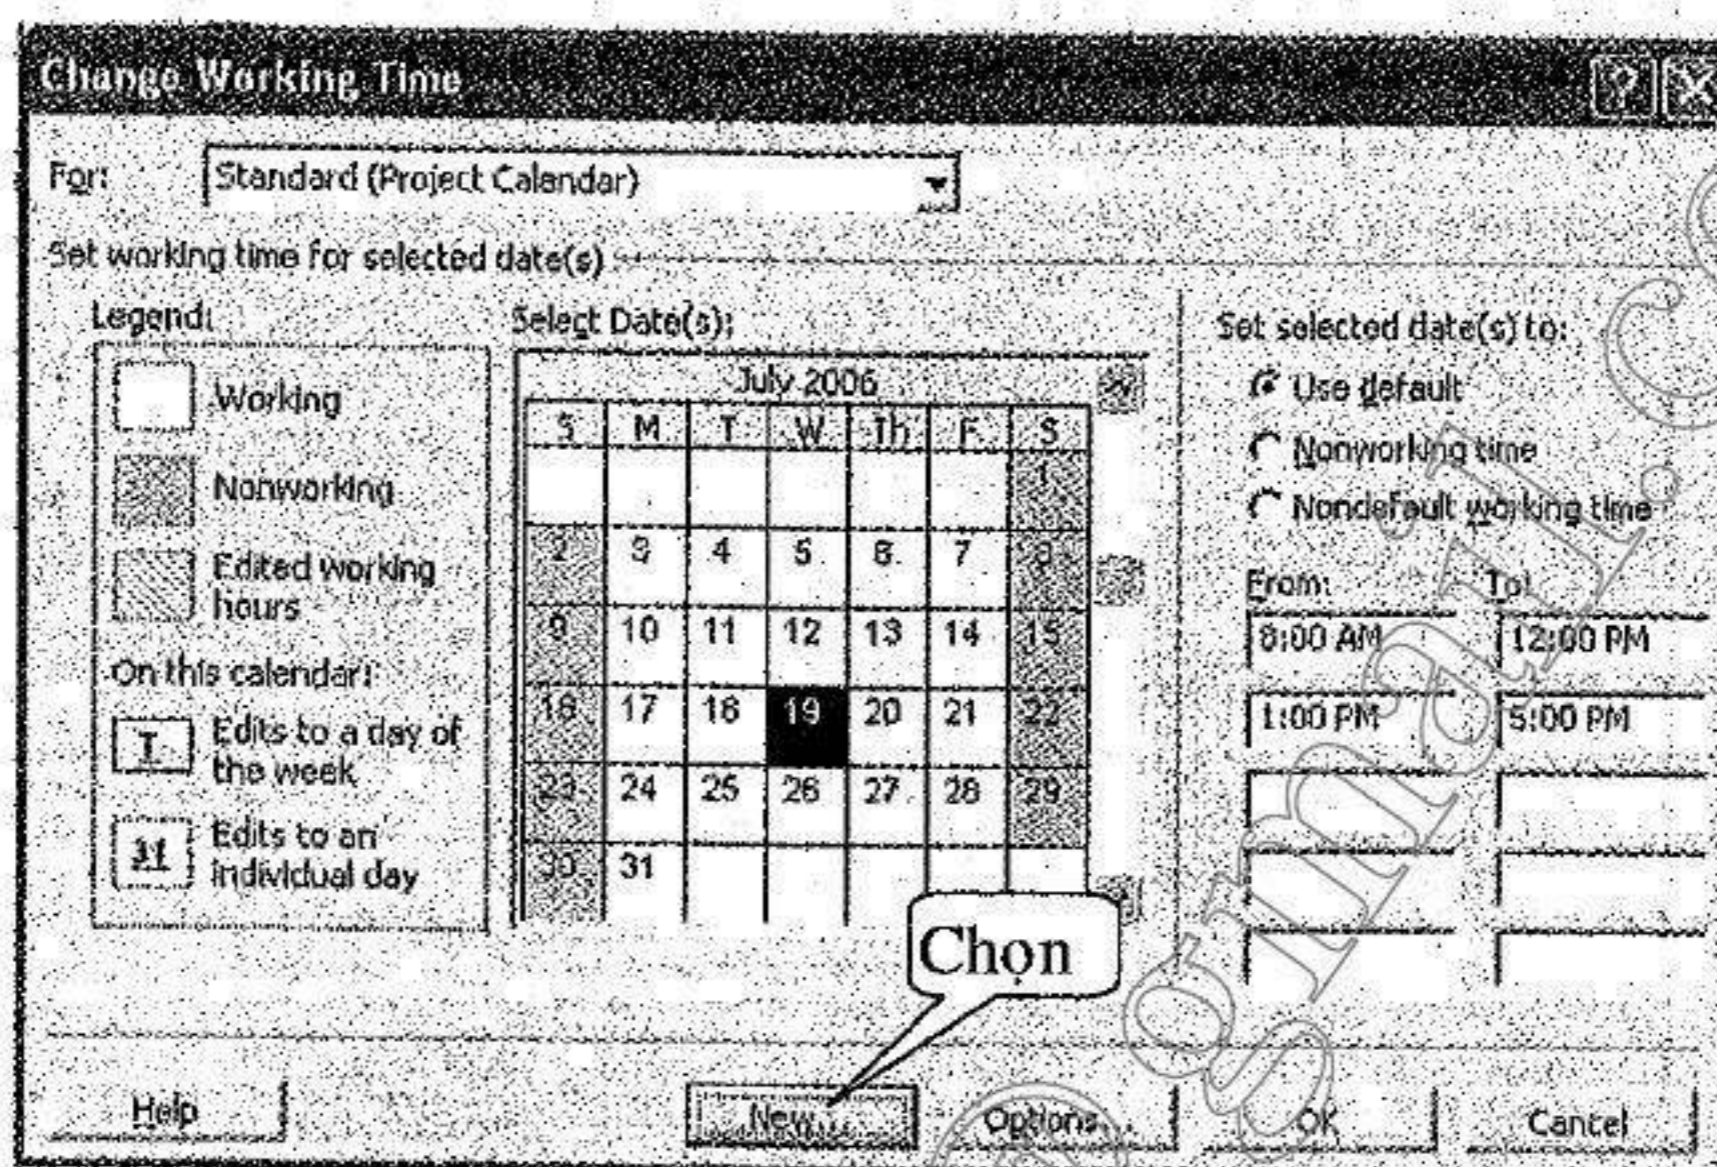 Change Working Time
For: Standard (Project Calendar)
Set working time for selected date(s)
Legend:
Working
Nonworking
Edited working
hours
On this calendar:
T Edits to a day of
the week
31 Edits to an
individual day
Select Date(s):
July 2006
S M T W Th F S
1
2 3 4 5 6 7 8
9 10 11 12 13 14 15
16 17 18 19 20 21 22
23 24 25 26 27 28 29
30 31
Set selected date(s) to:
Use default
Nonworking time
Nondefault working time
From: To:
8:00 AM 12:00 PM
1:00 PM 5:00 PM
Chọn
Help New... Options... OK Cancel
gmail.